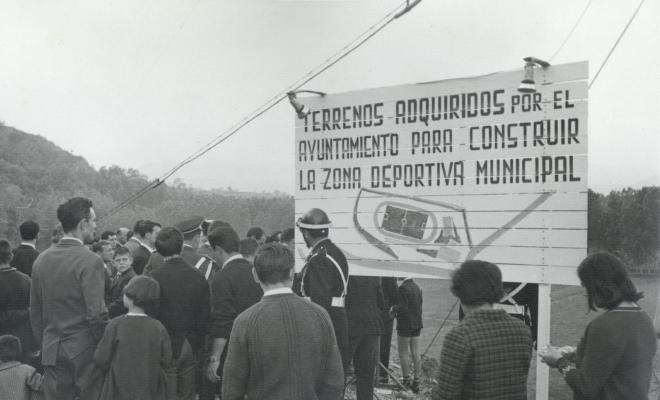 TERRENOS ADQUIRIDOS POR EL
AYUNTAMIENTO PARA CONSTRUIR
LA ZONA DEPORTIVA MUNICIPAL